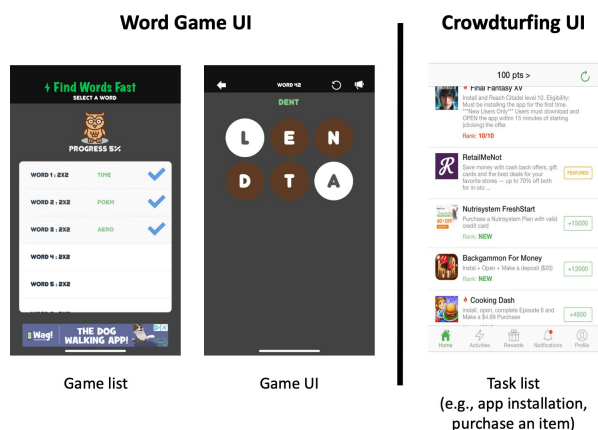 Word Game UI
Crowdturfing UI
Find Words Fast
SELECT A WORD
PROGRESS 5%
WORD 1 : 2X2 TIME
WORD 2 : 2X2 POEM
WORD 3 : 2X2 AERO
WORD 4 : 2X2
WORD 5 : 2X2
Wag!
THE DOG
WALKING APP!
WORD 42
DENT
L E N
D T A
100 pts >
Final Fantasy XV
Install and Reach Citadel level 10. Eligibility:
Must be installing the app for the first time.
***New Users Only*** Users must download and
OPEN the app within 15 minutes of starting
(clicking) the offer.
Rank: 10/10
RetailMeNot
Save money with cash back offers, gift
cards and the best deals for your
favorite stores — up to 70% off both
for in-sto ...
FEATURED
Nutrisystem FreshStart
Purchase a Nutrisystem Plan with valid
credit card
Rank: NEW
+15000
40% OFF
Backgammon For Money
Instal + Open + Make a deposit ($20)
Rank: NEW
+12000
Cooking Dash
install, open, complete Episode 6 and
Make a $4.99 Purchase
+4800
Home Activities Rewards Notifications Profile
Game list
Game UI
Task list
(e.g., app installation,
purchase an item)